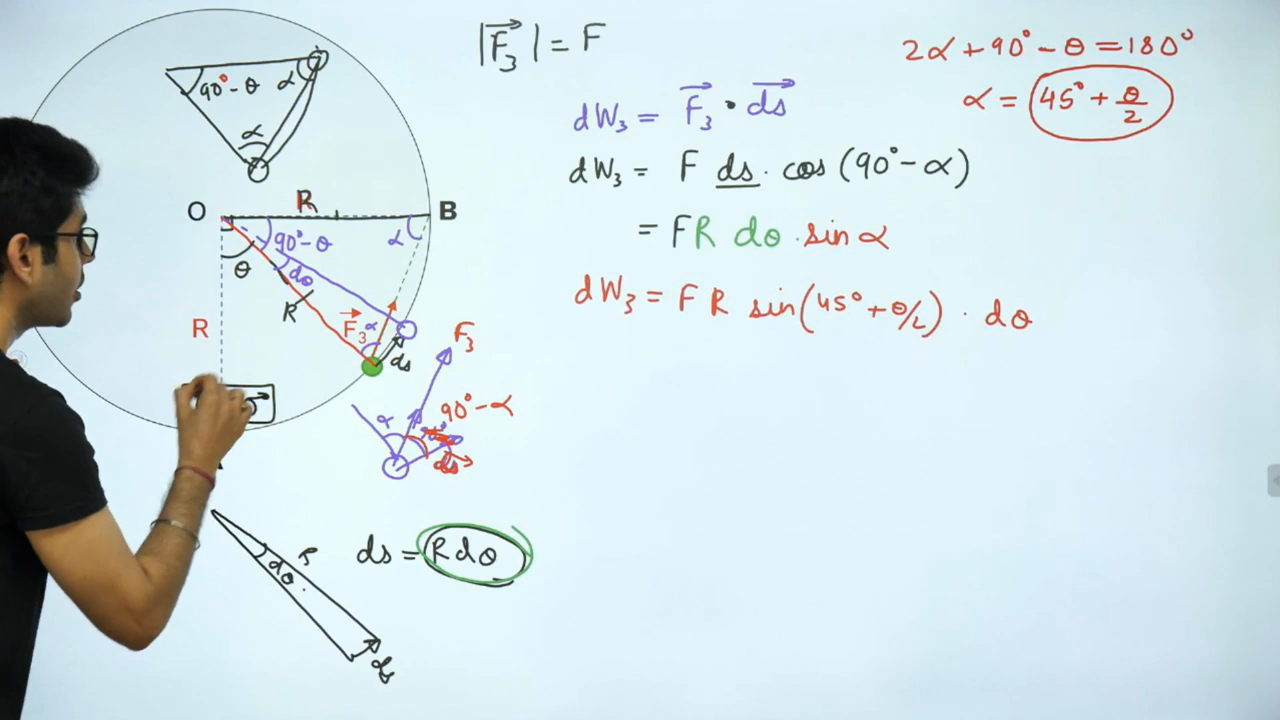 |F₃⃗| = F
2α + 90° - θ = 180°
α = 45° + θ/2
dW₃ = F₃⃗ · ds⃗
dW₃ = F ds · cos (90° - α)
= FR dθ · sin α
dW₃ = F R sin(45° + θ/2) · dθ
90° - θ α
α
O R B
90° - θ α
θ dθ
R R F₃⃗ α
ds
F₃
α 90° - α
ds
ds = R dθ
dθ